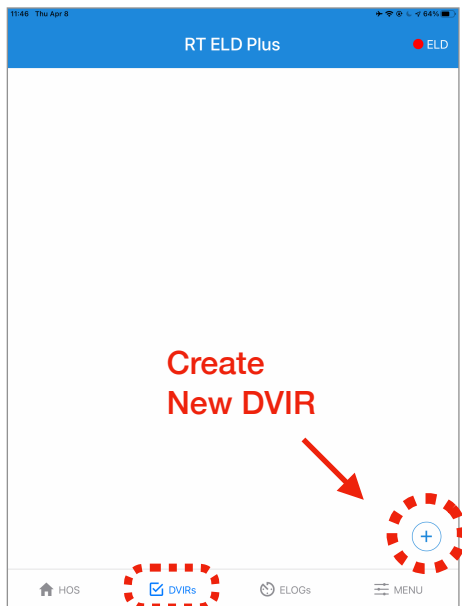 11:46 Thu Apr 8
64%
RT ELD Plus
ELD
Create
New DVIR
+
HOS
DVIRs
ELOGs
MENU